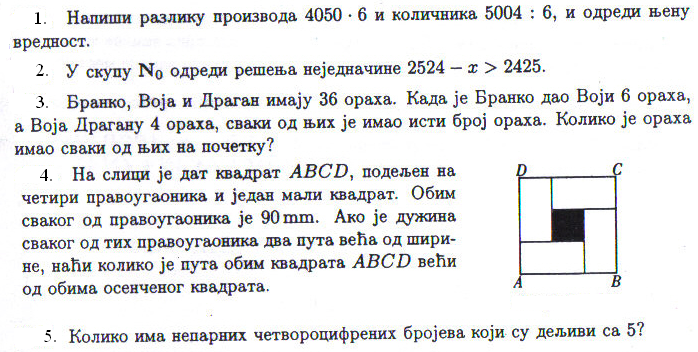 1. Напиши разлику производа 4050 · 6 и количника 5004 : 6, и одреди њену
вредност.
2. У скупу N₀ одреди решења неједначине 2524 − x > 2425.
3. Бранко, Воја и Драган имају 36 ораха. Када је Бранко дао Воји 6 ораха,
а Воја Драгану 4 ораха, сваки од њих је имао исти број ораха. Колико је ораха
имао сваки од њих на почетку?
4. На слици је дат квадрат ABCD, подељен на
четири правоугаоника и један мали квадрат. Обим
сваког од правоугаоника је 90 mm. Ако је дужина
сваког од тих правоугаоника два пута већа од шири-
не, наћи колико је пута обим квадрата ABCD већи
од обима осенченог квадрата.
D C
A B
5. Колико има непарних четвороцифрених бројева који су дељиви са 5?